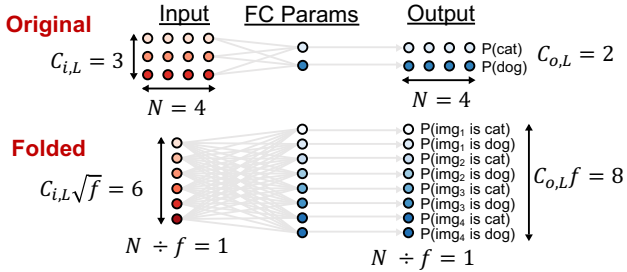 Input FC Params Output
Original
C_{i,L} = 3
P(cat)
P(dog)
C_{o,L} = 2
N = 4
N = 4
Folded
C_{i,L}√f = 6
P(img₁ is cat)
P(img₁ is dog)
P(img₂ is cat)
P(img₂ is dog)
P(img₃ is cat)
P(img₃ is dog)
P(img₄ is cat)
P(img₄ is dog)
C_{o,L}f = 8
N ÷ f = 1
N ÷ f = 1